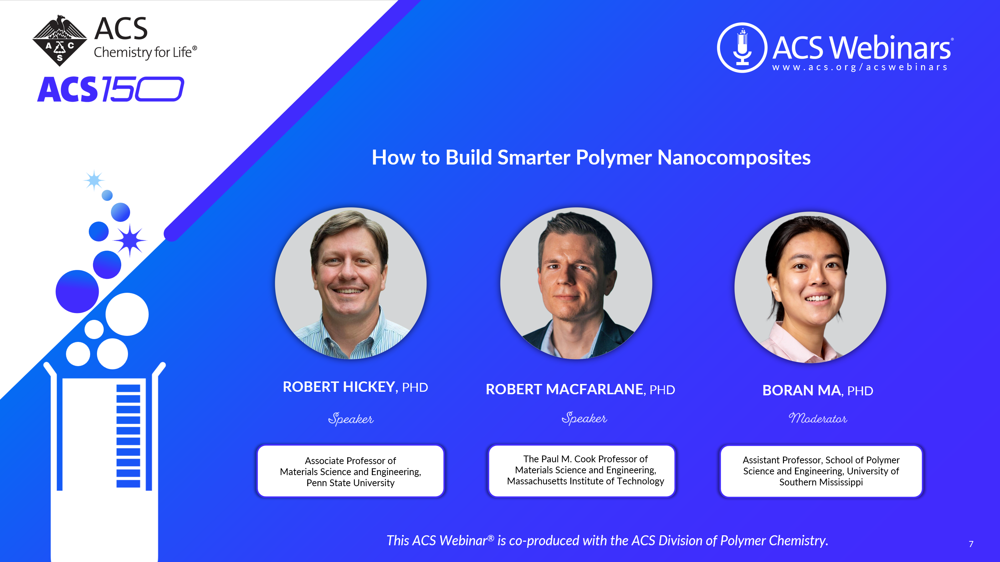 ACS
Chemistry for Life®
A C
S
ACS150
ACS Webinars®
www.acs.org/acswebinars
How to Build Smarter Polymer Nanocomposites
ROBERT HICKEY, PHD
Speaker
Associate Professor of
Materials Science and Engineering,
Penn State University
ROBERT MACFARLANE, PHD
Speaker
The Paul M. Cook Professor of
Materials Science and Engineering,
Massachusetts Institute of Technology
BORAN MA, PHD
Moderator
Assistant Professor, School of Polymer
Science and Engineering, University of
Southern Mississippi
This ACS Webinar® is co-produced with the ACS Division of Polymer Chemistry.
7